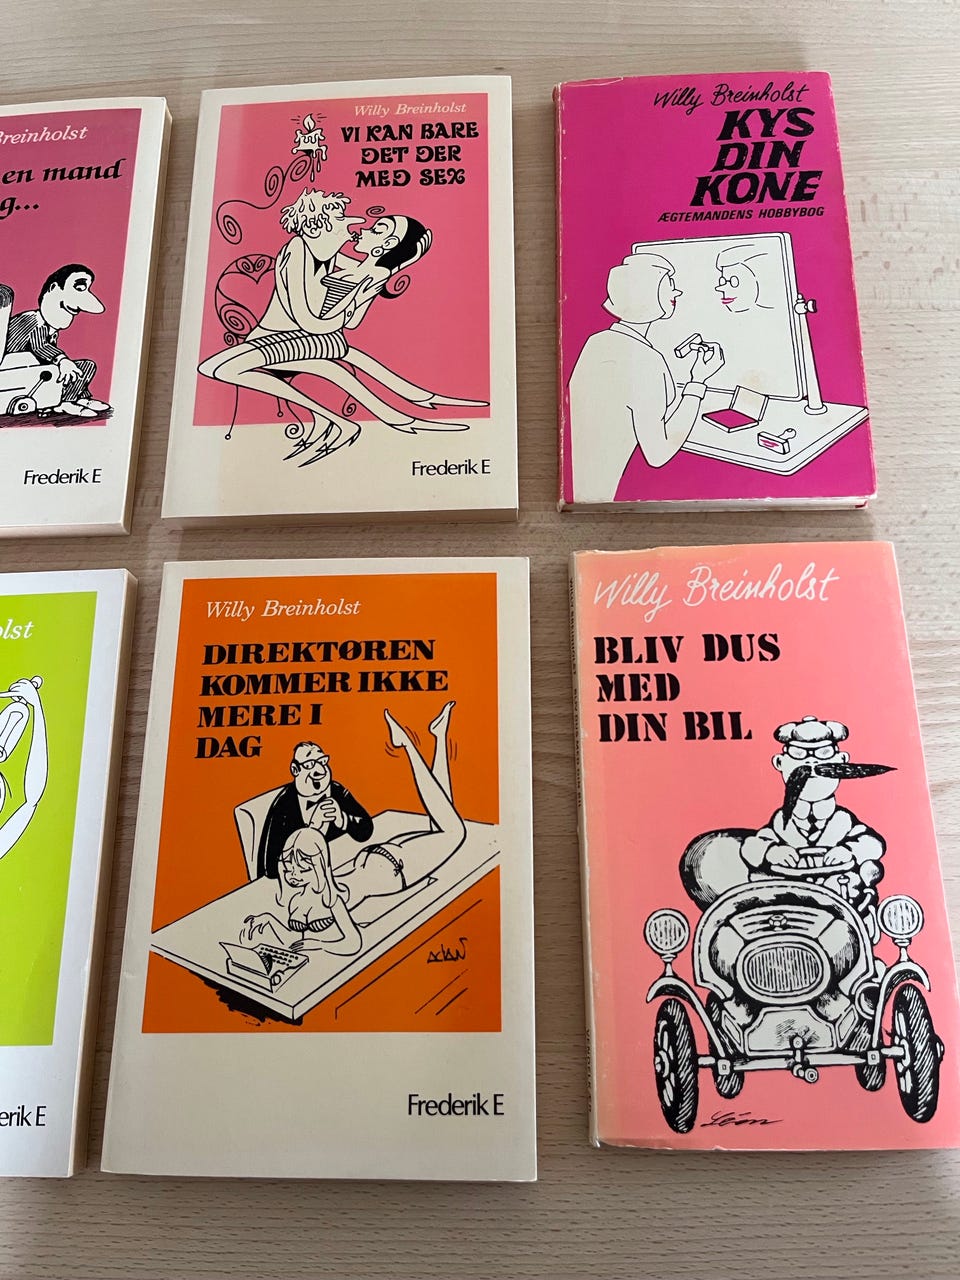 Breinholst
en mand
g...
Frederik E
Willy Breinholst
VI KAN BARE
DET DER
MED SEX
Frederik E
Willy Breinholst
KYS
DIN
KONE
ÆGTEMANDENS HOBBYBOG
olst
erik E
Willy Breinholst
DIREKTØREN
KOMMER IKKE
MERE I
DAG
Frederik E
Willy Breinholst
BLIV DUS
MED
DIN BIL
Léon